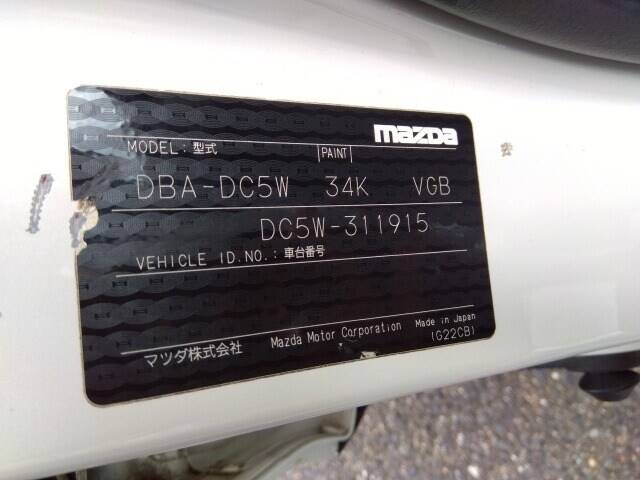 mazda
MODEL : 型式 PAINT
DBA-DC5W 34K VGB
DC5W-311915
VEHICLE ID.NO. : 車台番号
マツダ株式会社 Mazda Motor Corporation Made in Japan
(G22CB)